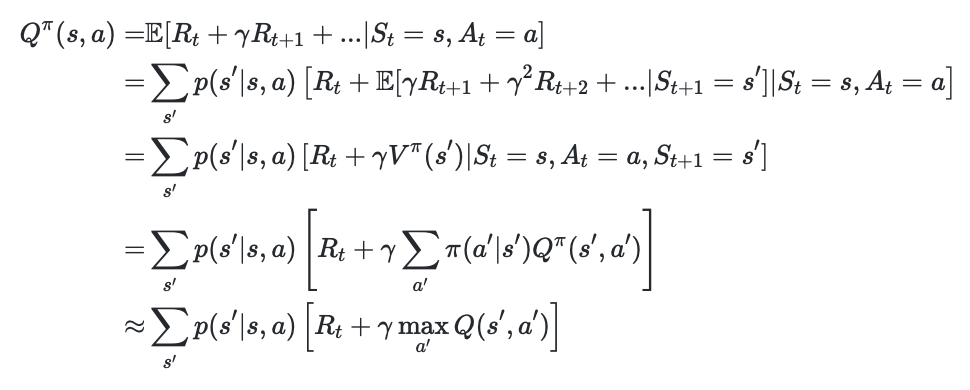 Q^π(s, a) =𝔼[R_t + γR_{t+1} + ...|S_t = s, A_t = a]
= ∑_{s′} p(s′|s, a) [R_t + 𝔼[γR_{t+1} + γ²R_{t+2} + ...|S_{t+1} = s′]|S_t = s, A_t = a]
= ∑_{s′} p(s′|s, a) [R_t + γV^π(s′)|S_t = s, A_t = a, S_{t+1} = s′]
= ∑_{s′} p(s′|s, a) [R_t + γ ∑_{a′} π(a′|s′)Q^π(s′, a′)]
≈ ∑_{s′} p(s′|s, a) [R_t + γ max_{a′} Q(s′, a′)]